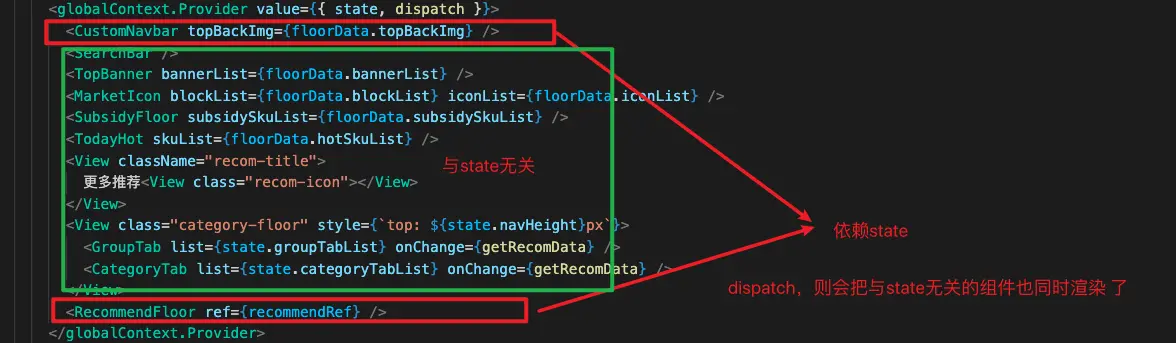 <globalContext.Provider value={{ state, dispatch }}>
<CustomNavbar topBackImg={floorData.topBackImg} />
<SearchBar />
<TopBanner bannerList={floorData.bannerList} />
<MarketIcon blockList={floorData.blockList} iconList={floorData.iconList} />
<SubsidyFloor subsidySkuList={floorData.subsidySkuList} />
<TodayHot skuList={floorData.hotSkuList} />
<View className="recom-title">
与state无关
更多推荐<View class="recom-icon"></View>
</View>
<View class="category-floor" style={`top: ${state.navHeight}px`}>
依赖state
<GroupTab list={state.groupTabList} onChange={getRecomData} />
<CategoryTab list={state.categoryTabList} onChange={getRecomData} />
dispatch，则会把与state无关的组件也同时渲染 了
</View>
<RecommendFloor ref={recommendRef} />
</globalContext.Provider>